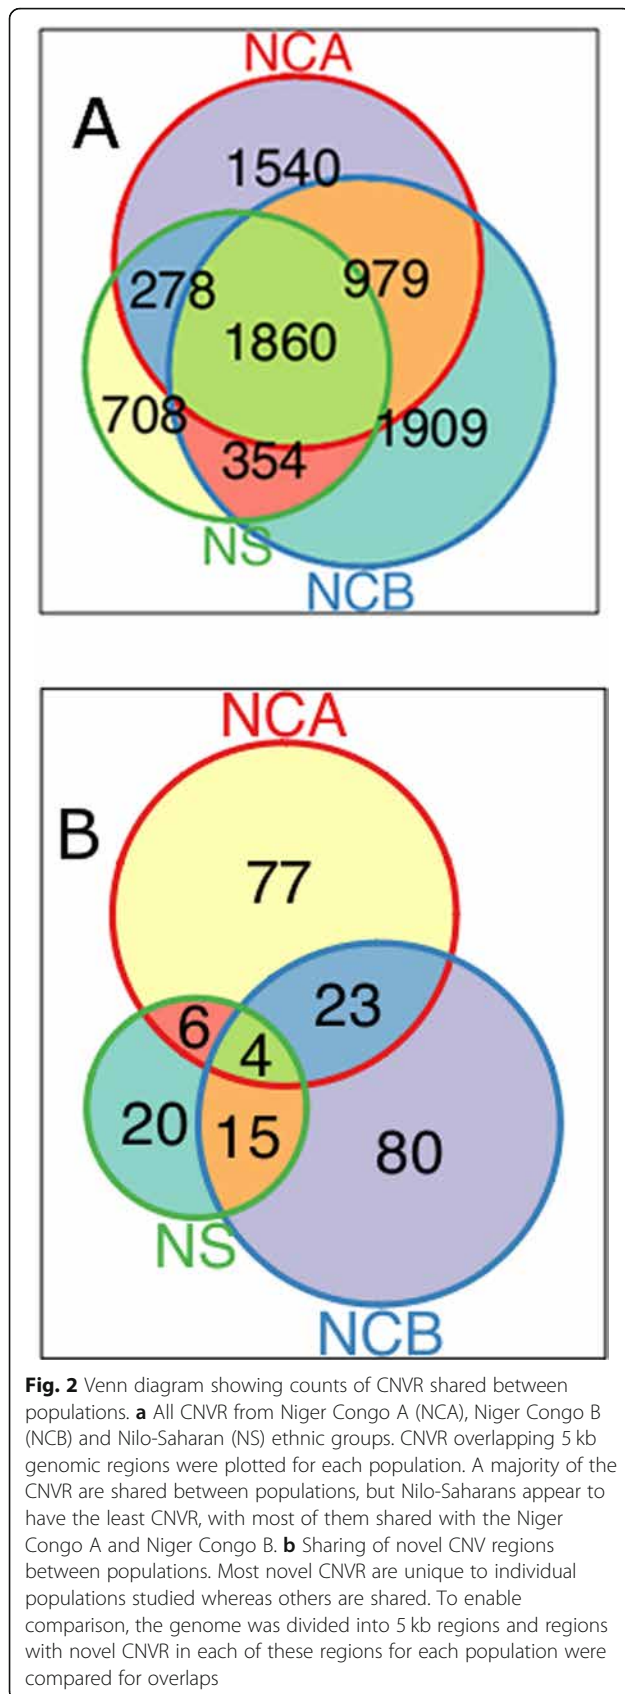 NCA
A
1540
278
979
1860
708
1909
354
NS
NCB
NCA
B
77
23
6
4
20
15
80
NS
NCB
Fig. 2 Venn diagram showing counts of CNVR shared between
populations. a All CNVR from Niger Congo A (NCA), Niger Congo B
(NCB) and Nilo-Saharan (NS) ethnic groups. CNVR overlapping 5 kb
genomic regions were plotted for each population. A majority of the
CNVR are shared between populations, but Nilo-Saharans appear to
have the least CNVR, with most of them shared with the Niger
Congo A and Niger Congo B. b Sharing of novel CNV regions
between populations. Most novel CNVR are unique to individual
populations studied whereas others are shared. To enable
comparison, the genome was divided into 5 kb regions and regions
with novel CNVR in each of these regions for each population were
compared for overlaps